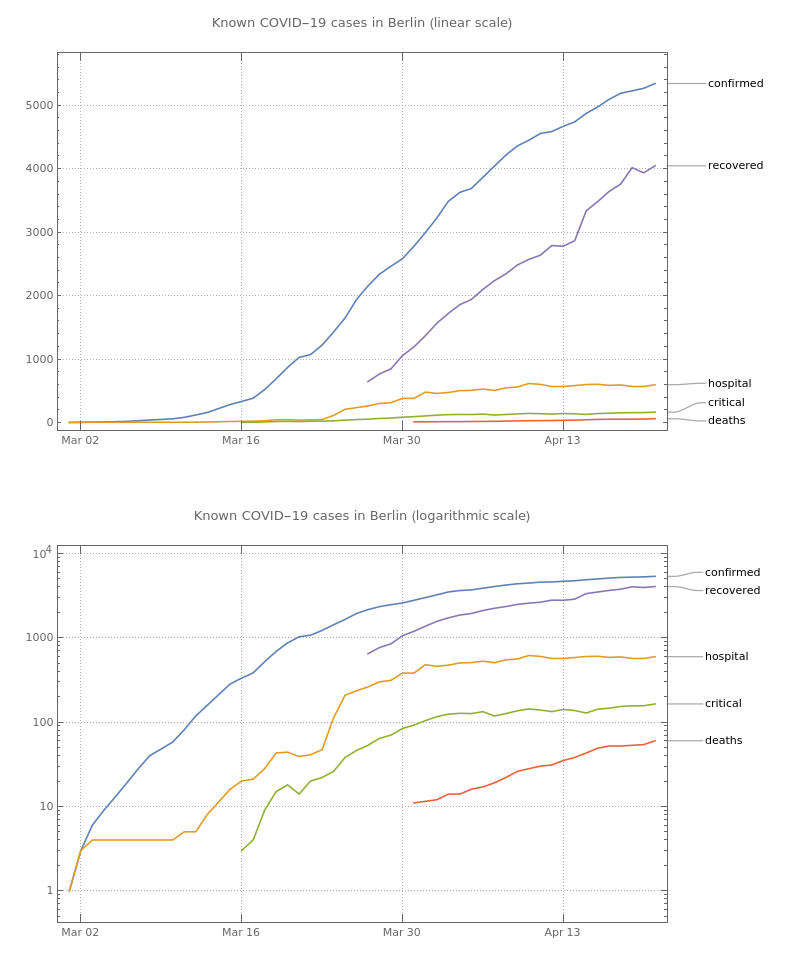 Known COVID−19 cases in Berlin (linear scale)
5000
4000
3000
2000
1000
0
Mar 02
Mar 16
Mar 30
Apr 13
confirmed
recovered
hospital
critical
deaths
Known COVID−19 cases in Berlin (logarithmic scale)
10⁴
1000
100
10
1
Mar 02
Mar 16
Mar 30
Apr 13
confirmed
recovered
hospital
critical
deaths